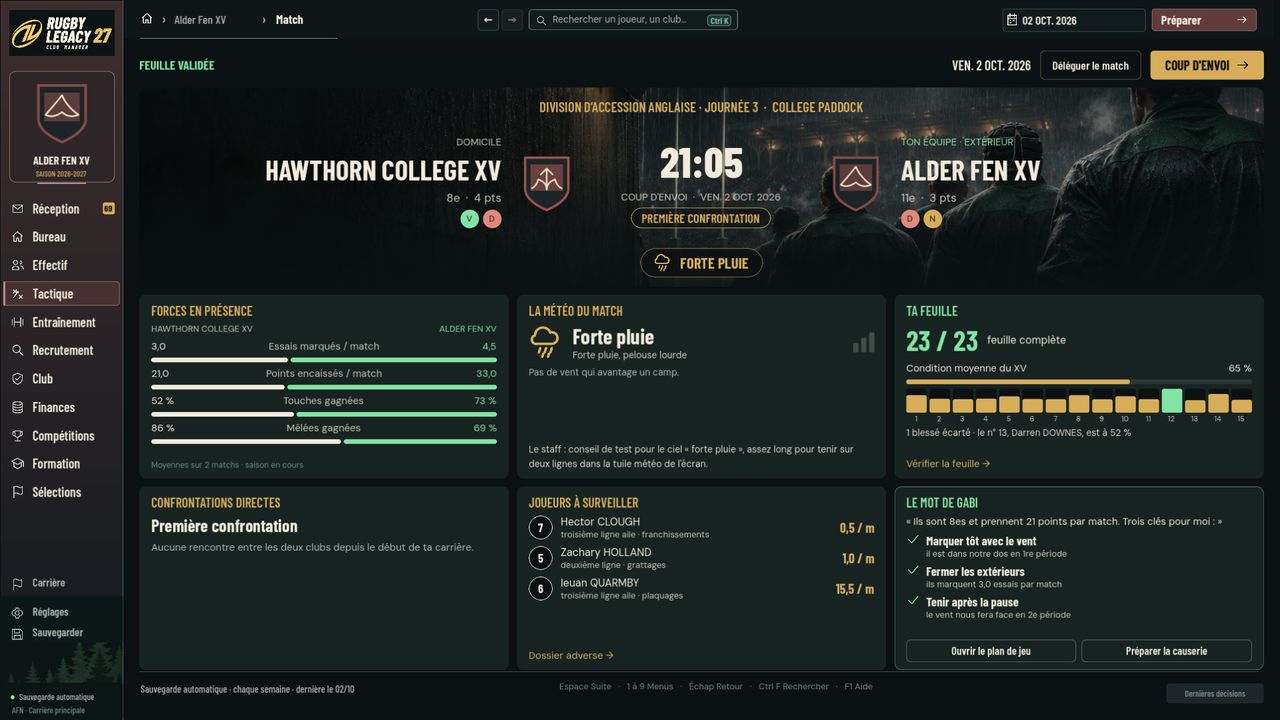 RUGBY
LEGACY 27
CLUB MANAGER
ALDER FEN XV
SAISON 2026-2027
Réception 69
Bureau
Effectif
Tactique
Entraînement
Recrutement
Club
Finances
Compétitions
Formation
Sélections
Carrière
Réglages
Sauvegarder
Sauvegarde automatique
AFN · Carrière principale
› Alder Fen XV › Match
← → Rechercher un joueur, un club... Ctrl K
02 OCT. 2026
Préparer →
FEUILLE VALIDÉE
VEN. 2 OCT. 2026
Déléguer le match
COUP D'ENVOI →
DIVISION D'ACCESSION ANGLAISE · JOURNÉE 3 · COLLEGE PADDOCK
DOMICILE
HAWTHORN COLLEGE XV
8e · 4 pts
V D
21:05
COUP D'ENVOI · VEN. 2 OCT. 2026
PREMIÈRE CONFRONTATION
FORTE PLUIE
TON ÉQUIPE · EXTÉRIEUR
ALDER FEN XV
11e · 3 pts
D N
FORCES EN PRÉSENCE
HAWTHORN COLLEGE XV ALDER FEN XV
3,0 Essais marqués / match 4,5
21,0 Points encaissés / match 33,0
52 % Touches gagnées 73 %
86 % Mêlées gagnées 69 %
Moyennes sur 2 matchs · saison en cours
LA MÉTÉO DU MATCH
Forte pluie
Forte pluie, pelouse lourde
Pas de vent qui avantage un camp.
Le staff : conseil de test pour le ciel « forte pluie », assez long pour tenir sur
deux lignes dans la tuile météo de l'écran.
TA FEUILLE
23 / 23 feuille complète
Condition moyenne du XV 65 %
1 2 3 4 5 6 7 8 9 10 11 12 13 14 15
1 blessé écarté · le n° 13, Darren DOWNES, est à 52 %
Vérifier la feuille →
CONFRONTATIONS DIRECTES
Première confrontation
Aucune rencontre entre les deux clubs depuis le début de ta carrière.
JOUEURS À SURVEILLER
7 Hector CLOUGH 0,5 / m
troisième ligne aile · franchissements
5 Zachary HOLLAND 1,0 / m
deuxième ligne · grattages
6 Ieuan QUARMBY 15,5 / m
troisième ligne aile · plaquages
Dossier adverse →
LE MOT DE GABI
« Ils sont 8es et prennent 21 points par match. Trois clés pour moi : »
Marquer tôt avec le vent
il est dans notre dos en 1re période
Fermer les extérieurs
ils marquent 3,0 essais par match
Tenir après la pause
le vent nous fera face en 2e période
Ouvrir le plan de jeu
Préparer la causerie
Sauvegarde automatique · chaque semaine · dernière le 02/10
Espace Suite · 1 à 9 Menus · Échap Retour · Ctrl F Rechercher · F1 Aide
Dernières décisions